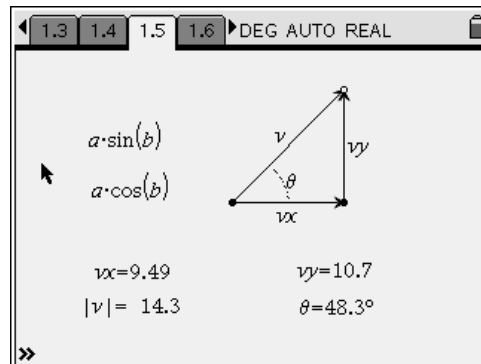 1.3 1.4 1.5 1.6 DEG AUTO REAL
a·sin(b)
a·cos(b)
v
vy
θ
vx
vx=9.49 vy=10.7
|v|= 14.3 θ=48.3°
»